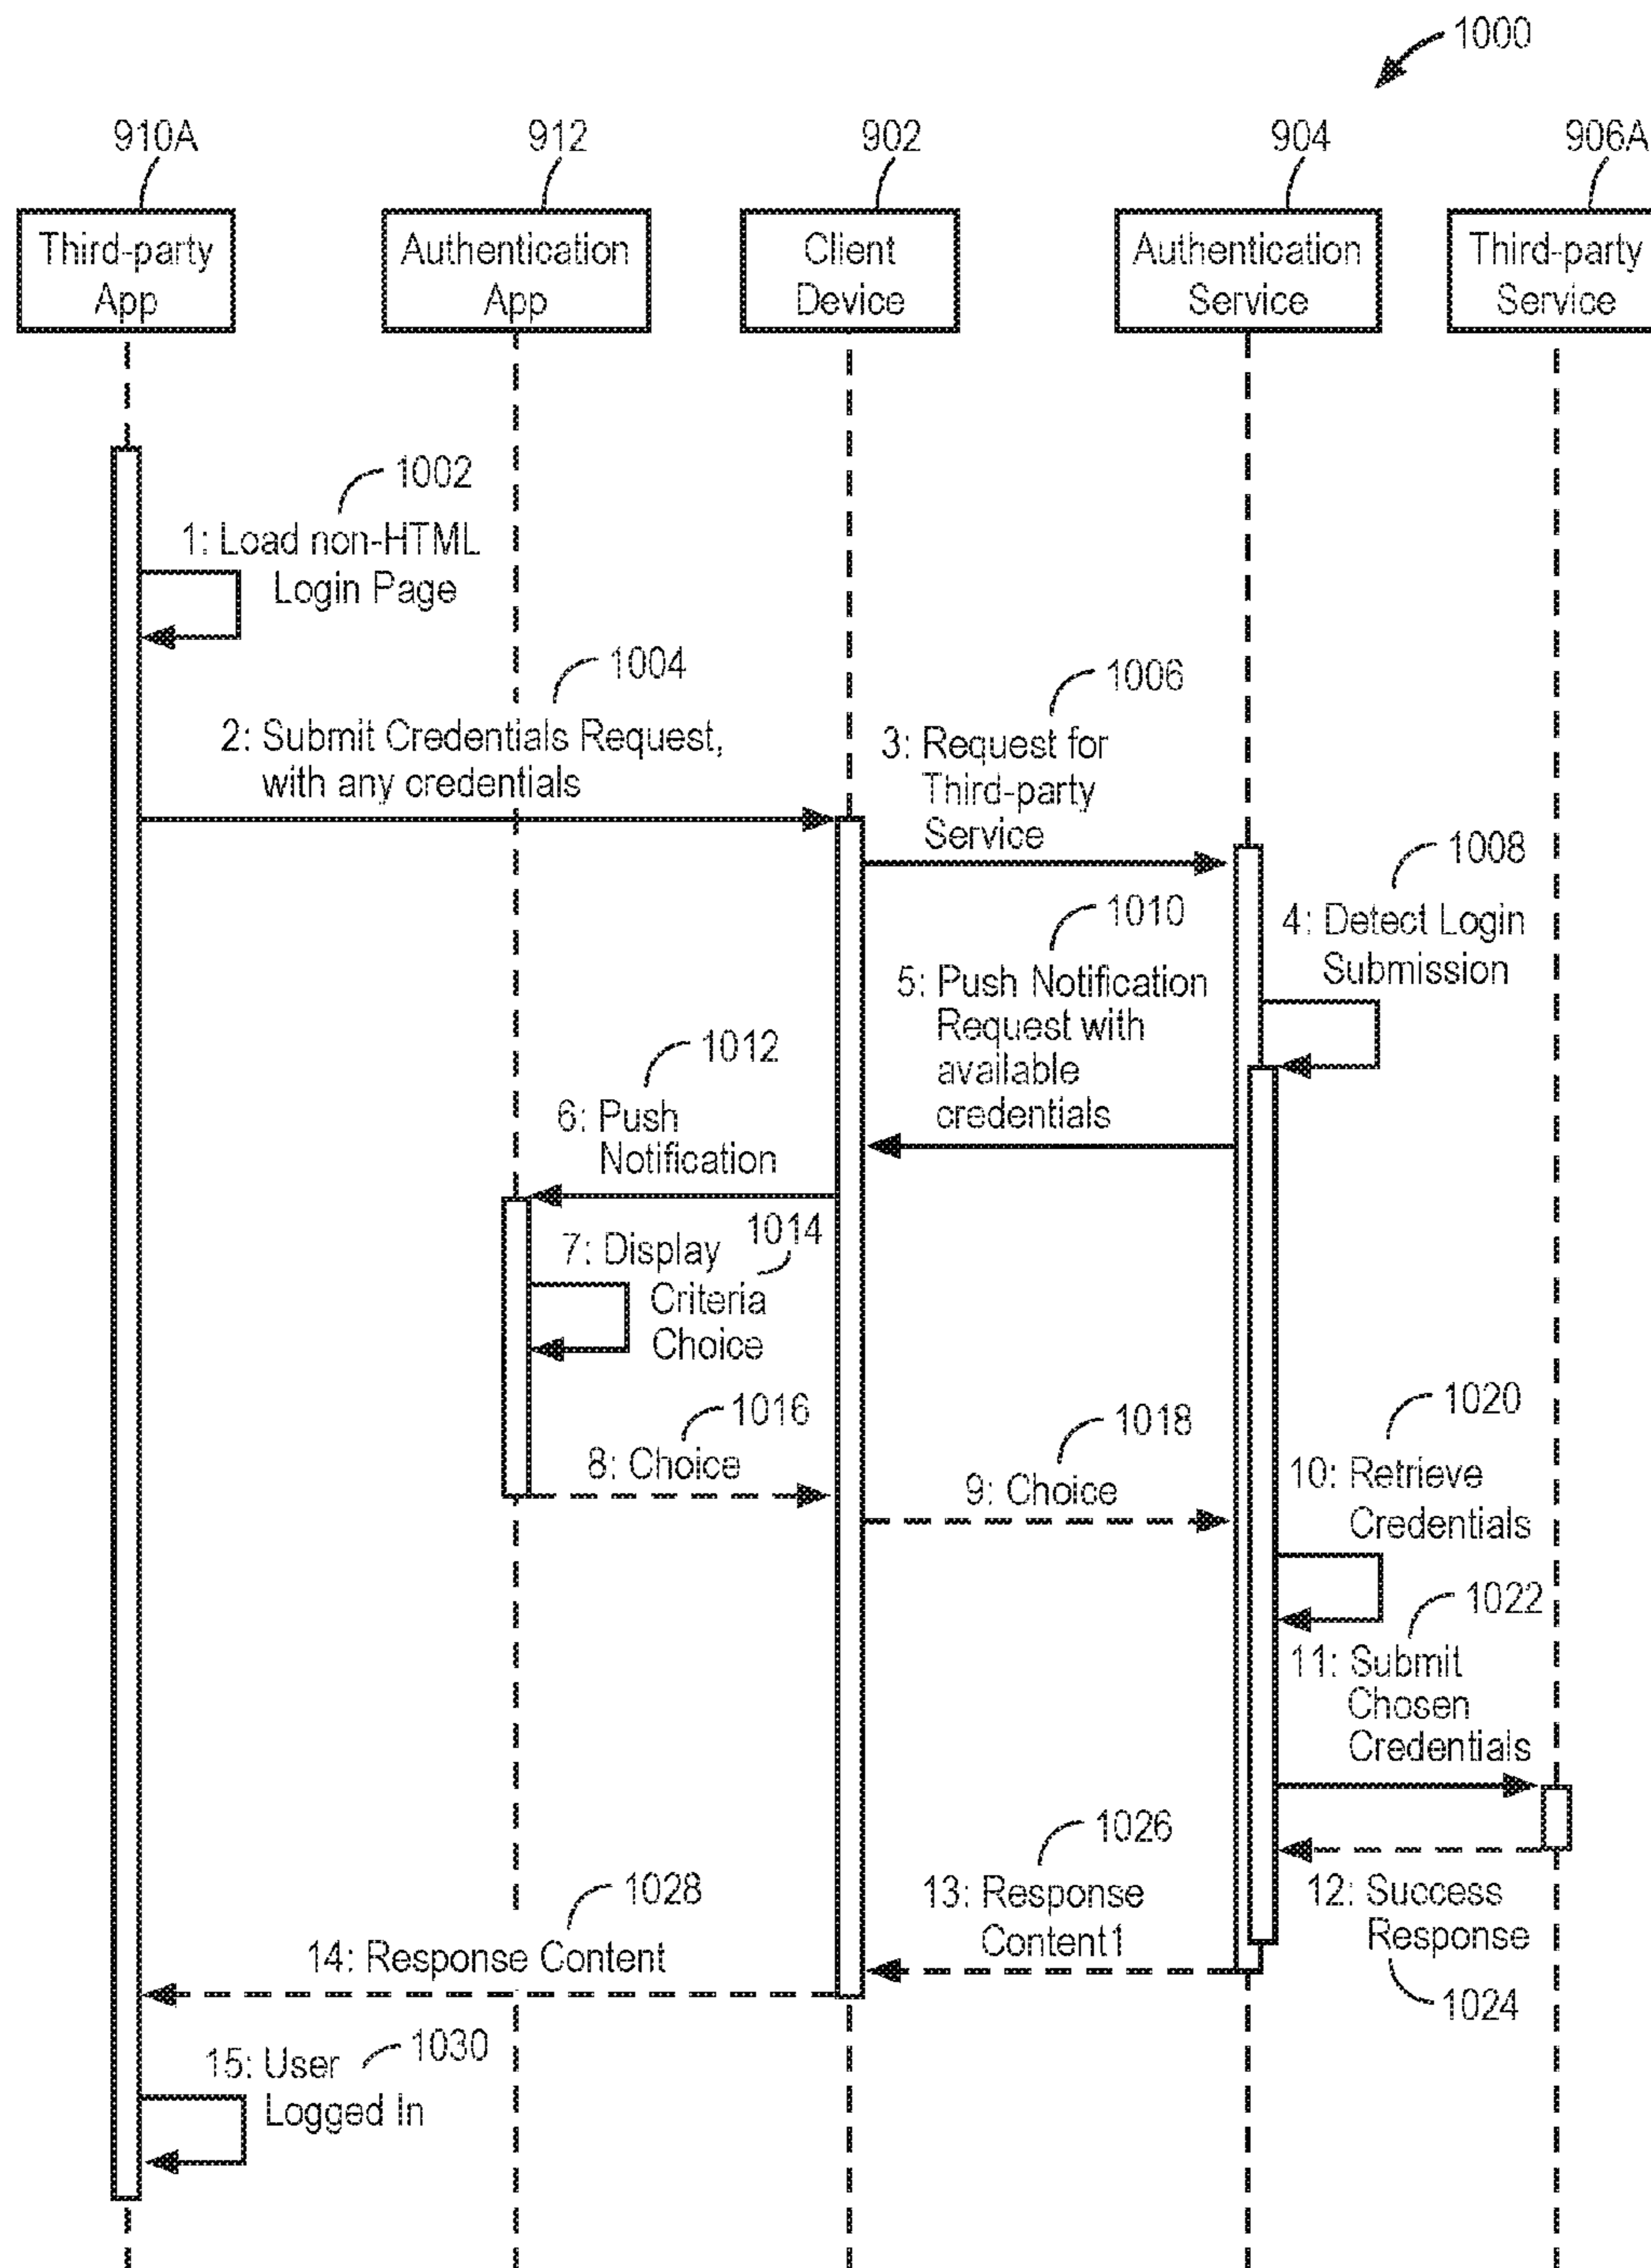 1000
910A
912
902
904
906A
Third-party
App
Authentication
App
Client
Device
Authentication
Service
Third-party
Service
1002
1: Load non-HTML
Login Page
1004
2: Submit Credentials Request,
with any credentials
1006
3: Request for
Third-party
Service
1008
4: Detect Login
Submission
1010
5: Push Notification
Request with
available
credentials
1012
6: Push
Notification
1014
7: Display
Criteria
Choice
1016
8: Choice
1018
9: Choice
1020
10: Retrieve
Credentials
1022
11: Submit
Chosen
Credentials
12: Success
Response
1024
1026
13: Response
Content1
1028
14: Response Content
1030
15: User
Logged In